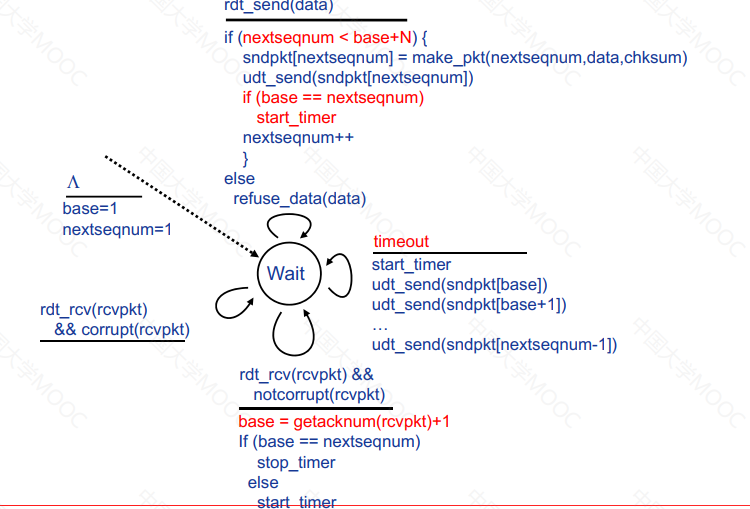 rdt_send(data)
if (nextseqnum < base+N) {
sndpkt[nextseqnum] = make_pkt(nextseqnum,data,chksum)
udt_send(sndpkt[nextseqnum])
if (base == nextseqnum)
start_timer
nextseqnum++
}
else
refuse_data(data)
Λ
base=1
nextseqnum=1
Wait
timeout
start_timer
udt_send(sndpkt[base])
udt_send(sndpkt[base+1])
…
udt_send(sndpkt[nextseqnum-1])
rdt_rcv(rcvpkt)
&& corrupt(rcvpkt)
rdt_rcv(rcvpkt) &&
notcorrupt(rcvpkt)
base = getacknum(rcvpkt)+1
If (base == nextseqnum)
stop_timer
else
start_timer
中国大学MOOC